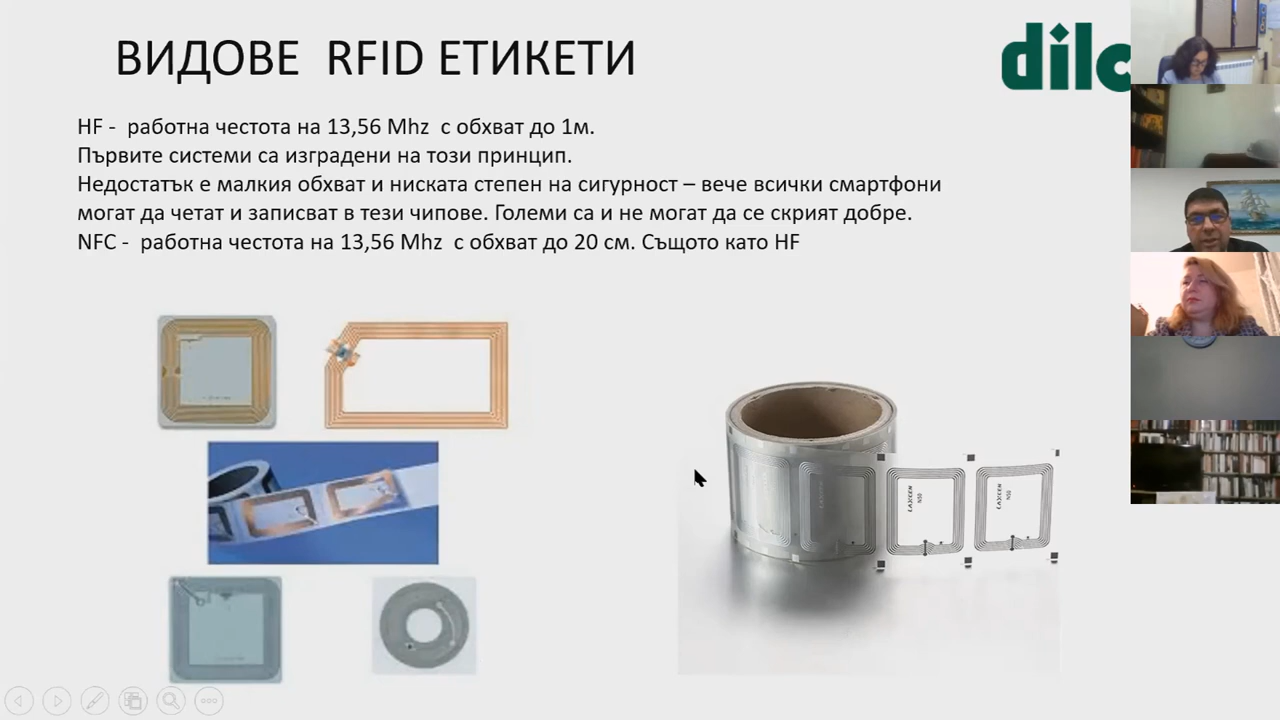 ВИДОВЕ RFID ЕТИКЕТИ
dilc
HF - работна честота на 13,56 Mhz с обхват до 1м.
Първите системи са изградени на този принцип.
Недостатък е малкия обхват и ниската степен на сигурност – вече всички смартфони
могат да четат и записват в тези чипове. Големи са и не могат да се скрият добре.
NFC - работна честота на 13,56 Mhz с обхват до 20 см. Същото като HF